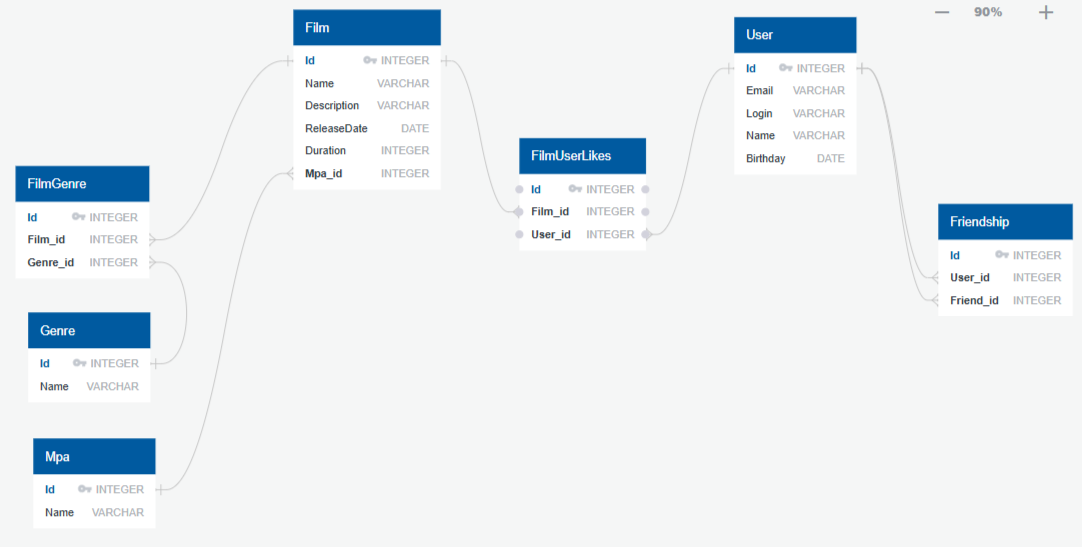 90%
Film
Id INTEGER
Name VARCHAR
Description VARCHAR
ReleaseDate DATE
Duration INTEGER
Mpa_id INTEGER
User
Id INTEGER
Email VARCHAR
Login VARCHAR
Name VARCHAR
Birthday DATE
FilmUserLikes
Id INTEGER
Film_id INTEGER
User_id INTEGER
FilmGenre
Id INTEGER
Film_id INTEGER
Genre_id INTEGER
Friendship
Id INTEGER
User_id INTEGER
Friend_id INTEGER
Genre
Id INTEGER
Name VARCHAR
Mpa
Id INTEGER
Name VARCHAR